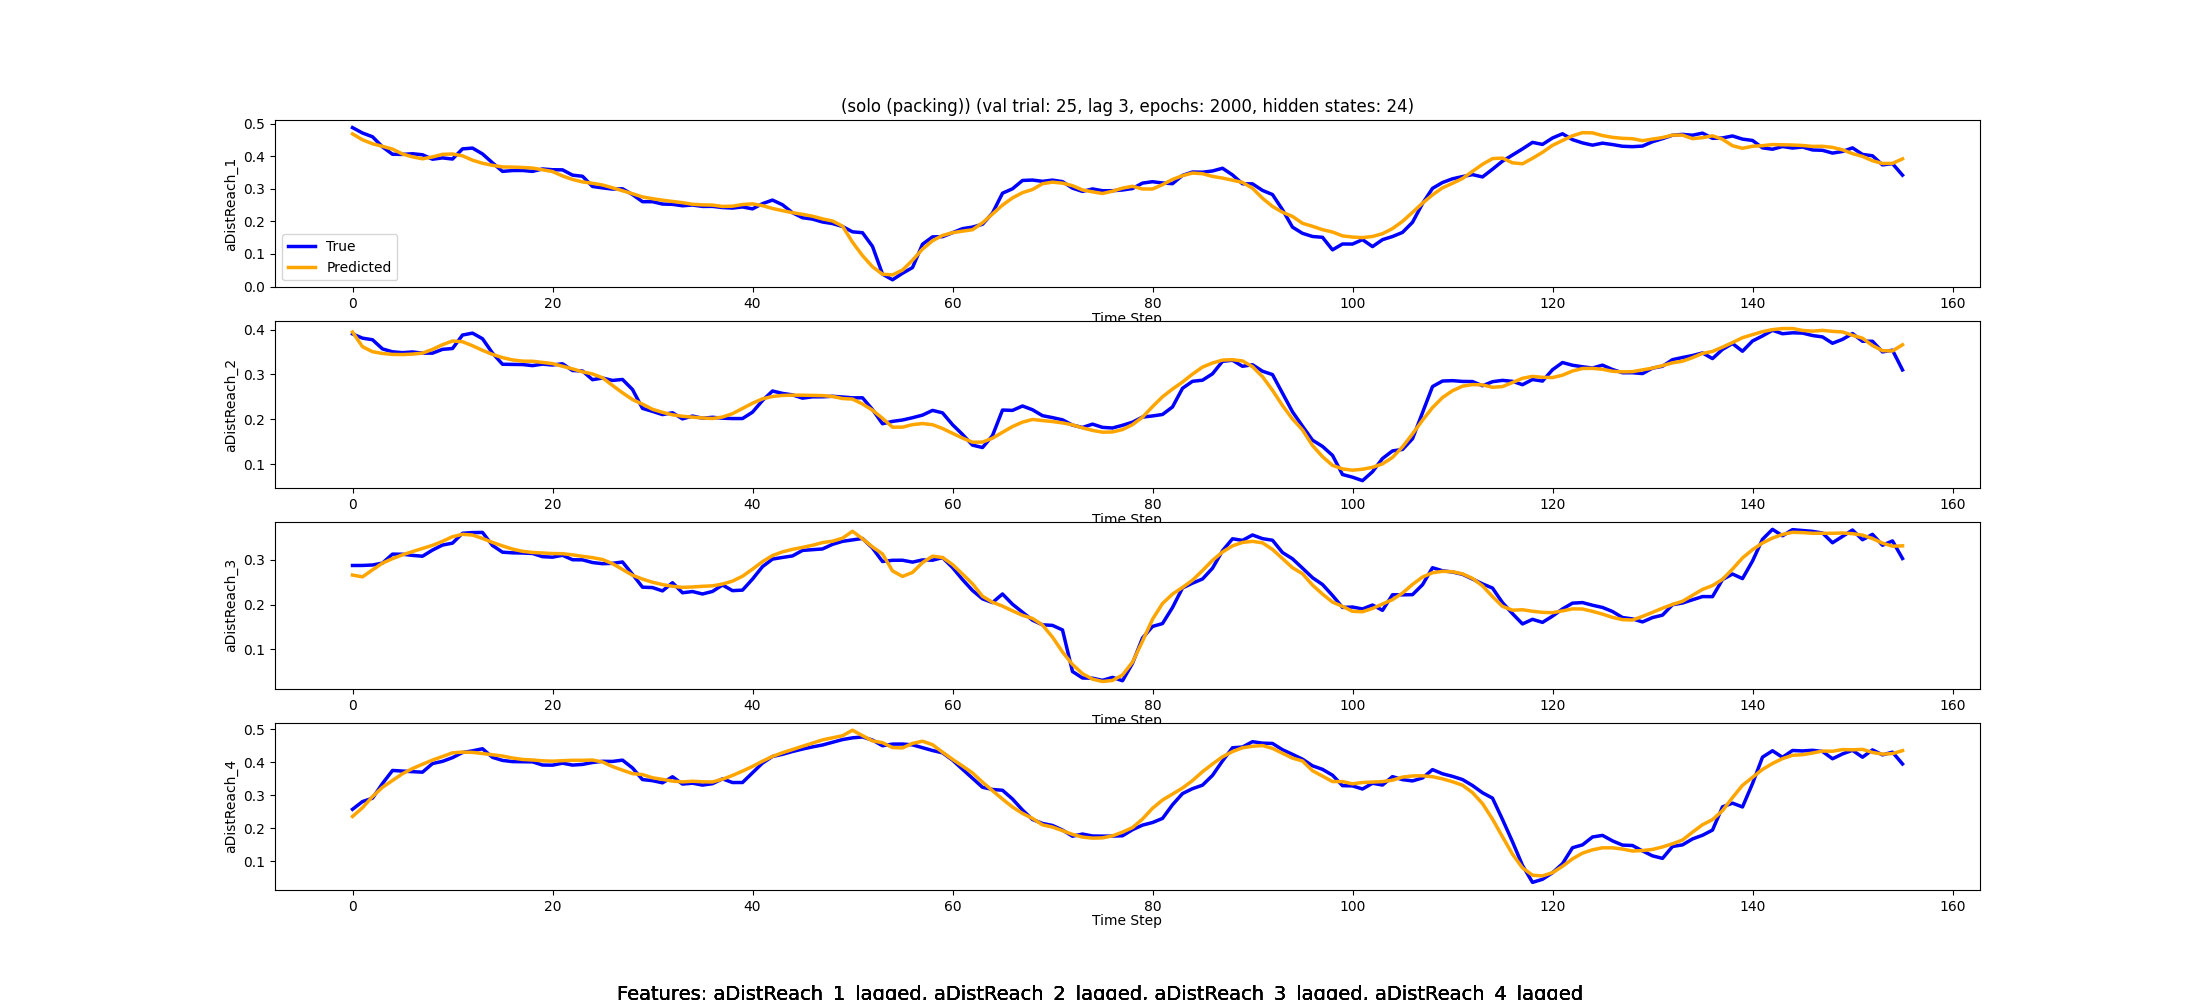 (solo (packing)) (val trial: 25, lag 3, epochs: 2000, hidden states: 24)
aDistReach_1
0.5
0.4
0.3
0.2
0.1
0.0
True
Predicted
0 20 40 60 80 100 120 140 160
Time Step
aDistReach_2
0.4
0.3
0.2
0.1
0 20 40 60 80 100 120 140 160
Time Step
aDistReach_3
0.3
0.2
0.1
0 20 40 60 80 100 120 140 160
Time Step
aDistReach_4
0.5
0.4
0.3
0.2
0.1
0 20 40 60 80 100 120 140 160
Time Step
Features: aDistReach_1_lagged, aDistReach_2_lagged, aDistReach_3_lagged, aDistReach_4_lagged